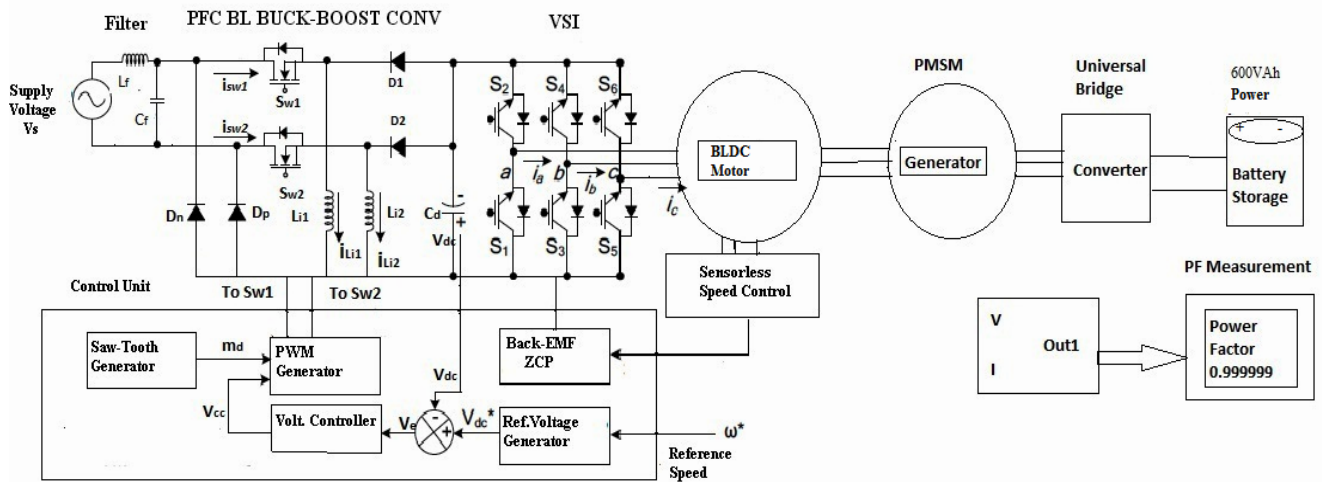 PFC BL BUCK-BOOST CONV
VSI
Filter
Lf
Cf
Supply
Voltage
Vs
isw1
Sw1
isw2
Sw2
D1
D2
Dn
Dp
Li1
Li2
iLi1
iLi2
Cd
-
+
Vdc
S2
S4
S6
a
b
c
ia
ib
ic
S1
S3
S5
BLDC
Motor
PMSM
Generator
Universal
Bridge
Converter
600VAh
Power
+ -
Battery
Storage
Sensorless
Speed Control
Control Unit
To Sw1
To Sw2
Saw-Tooth
Generator
md
PWM
Generator
Vcc
Volt. Controller
Ve
-
+
Vdc
Vdc*
Back-EMF
ZCP
Ref.Voltage
Generator
ω*
Reference
Speed
PF Measurement
V
I
Out1
Power
Factor
0.999999